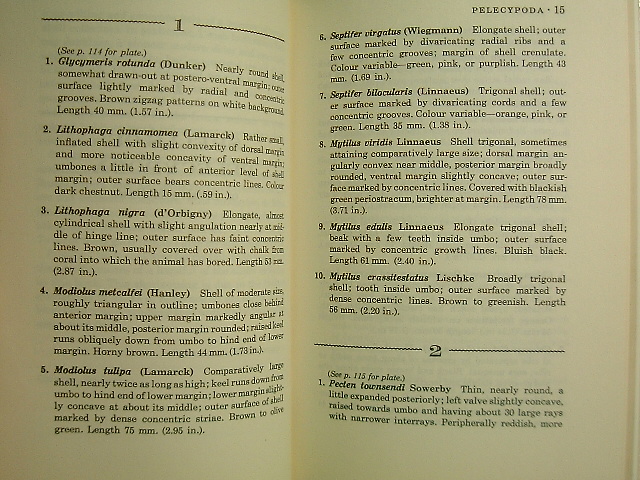 1
(See p. 114 for plate.)
1. Glycymeris rotunda (Dunker) Nearly round shell,
somewhat drawn-out at postero-ventral margin; outer
surface lightly marked by radial and concentric
grooves. Brown zigzag patterns on white background.
Length 40 mm. (1.57 in.).
2. Lithophaga cinnamomea (Lamarck) Rather small,
inflated shell with slight convexity of dorsal margin
and more noticeable concavity of ventral margin;
umbones a little in front of anterior level of shell
margin; outer surface bears concentric lines. Colour
dark chestnut. Length 15 mm. (.59 in.).
3. Lithophaga nigra (d'Orbigny) Elongate, almost
cylindrical shell with slight angulation nearly at mid-
dle of hinge line; outer surface has faint concentric
lines. Brown, usually covered over with chalk from
coral into which the animal has bored. Length 53 mm.
(2.87 in.).
4. Modiolus metcalfei (Hanley) Shell of moderate size,
roughly triangular in outline; umbones close behind
anterior margin; upper margin markedly angular at
about its middle, posterior margin rounded; raised keel
runs obliquely down from umbo to hind end of lower
margin. Horny brown. Length 44 mm. (1.73 in.).
5. Modiolus tulipa (Lamarck) Comparatively large
shell, nearly twice as long as high; keel runs down from
umbo to hind end of lower margin; lower margin slight-
ly concave at about its middle; outer surface of shell
marked by dense concentric striae. Brown to olive
green. Length 75 mm. (2.95 in.).
PELECYPODA · 15
6. Septifer virgatus (Wiegmann) Elongate shell; outer
surface marked by divaricating radial ribs and a
few concentric grooves; margin of shell crenulate.
Colour variable—green, pink, or purplish. Length 43
mm. (1.69 in.).
7. Septifer bilocularis (Linnaeus) Trigonal shell; out-
er surface marked by divaricating cords and a few
concentric grooves. Colour variable—orange, pink, or
green. Length 35 mm. (1.38 in.).
8. Mytilus viridis Linnaeus Shell trigonal, sometimes
attaining comparatively large size; dorsal margin an-
gularly convex near middle, posterior margin broadly
rounded, ventral margin slightly concave; outer sur-
face marked by concentric lines. Covered with blackish
green periostracum, brighter at margin. Length 78 mm.
(3.71 in.).
9. Mytilus edulis Linnaeus Elongate trigonal shell;
beak with a few teeth inside umbo; outer surface
marked by concentric growth lines. Bluish black.
Length 61 mm. (2.40 in.).
10. Mytilus crassitestatus Lischke Broadly trigonal
shell; tooth inside umbo; outer surface marked by
dense concentric lines. Brown to greenish. Length
56 mm. (2.20 in.).
2
(See p. 115 for plate.)
1. Pecten townsendi Sowerby Thin, nearly round, a
little expanded posteriorly; left valve slightly concave,
raised towards umbo and having about 30 large rays
with narrower interrays. Peripherally reddish, more